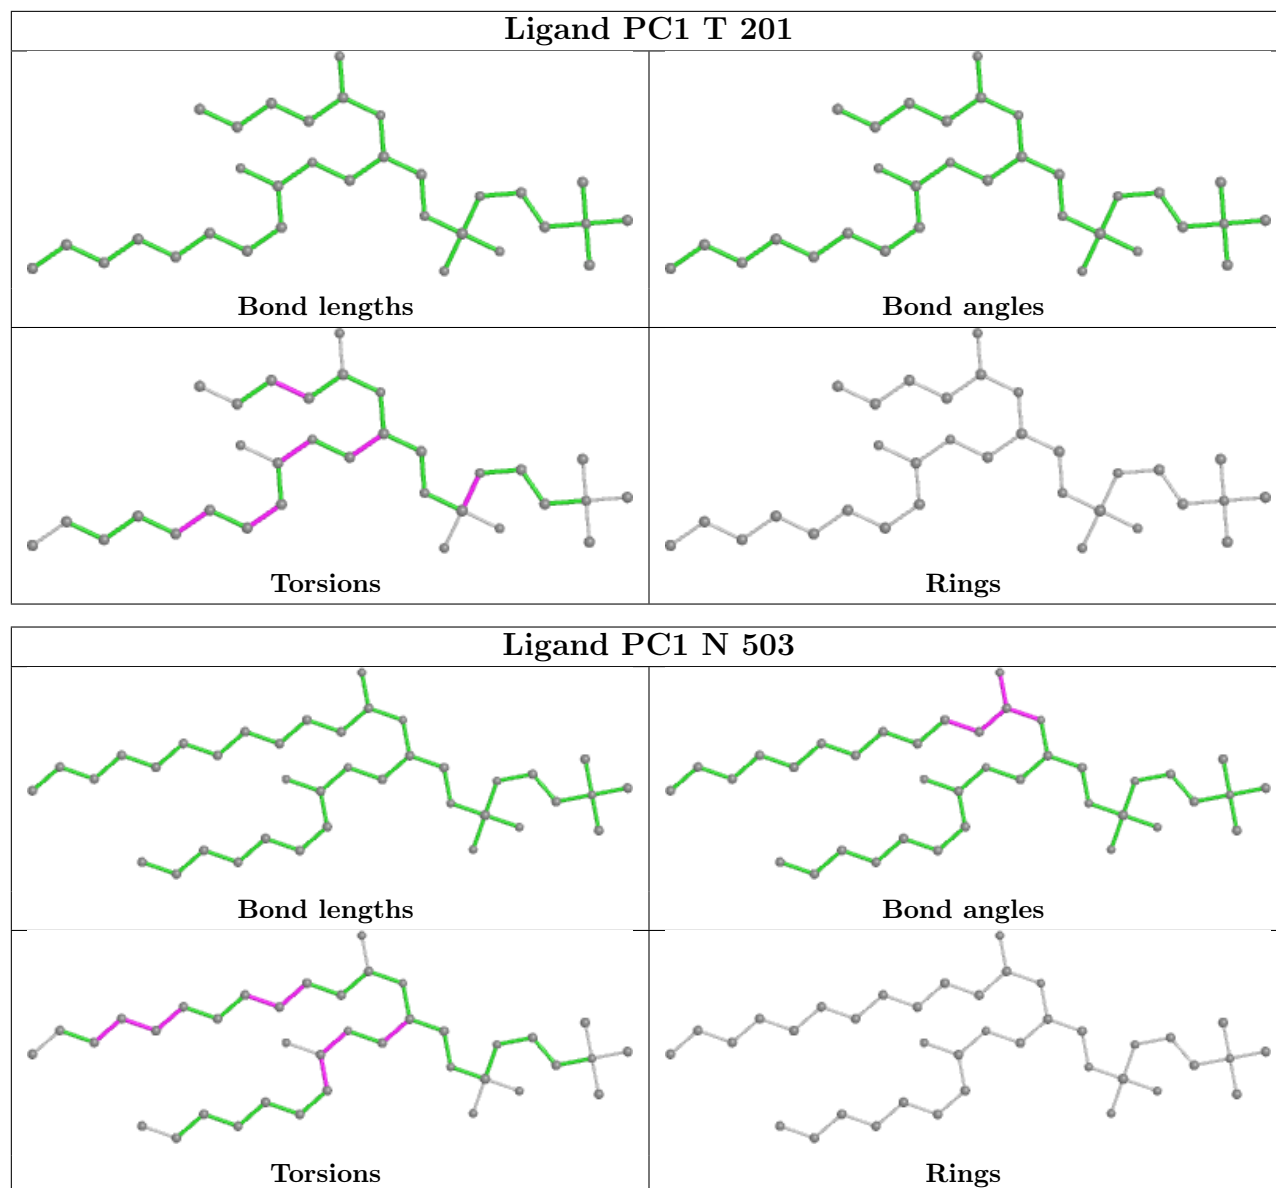 Ligand PC1 T 201
Bond lengths
Bond angles
Torsions
Rings
Ligand PC1 N 503
Bond lengths
Bond angles
Torsions
Rings